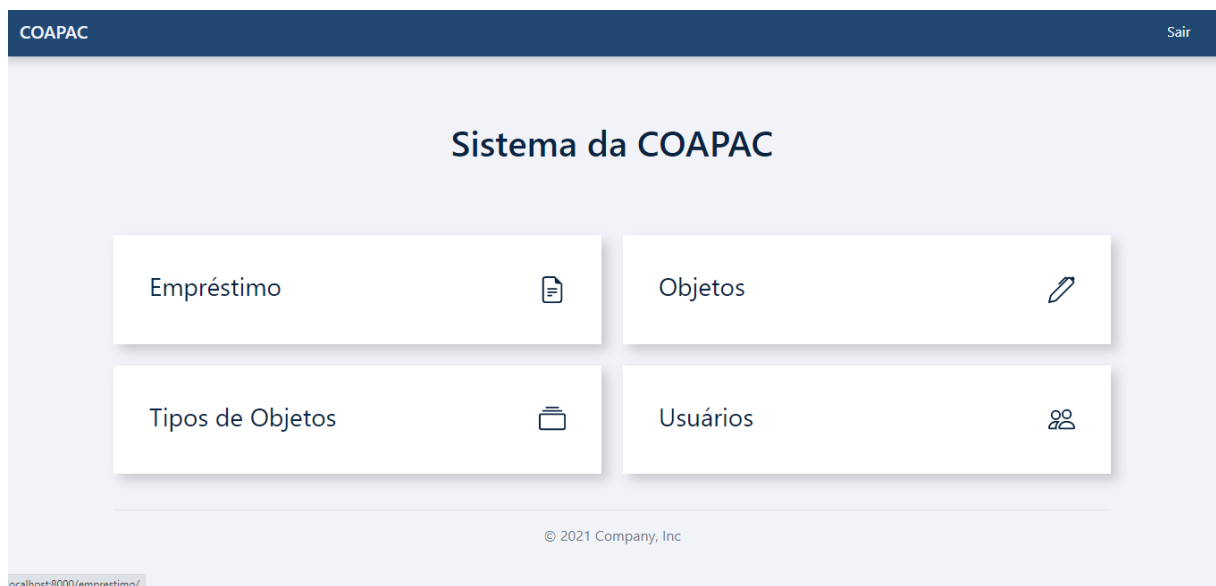 COAPAC
Sair
Sistema da COAPAC
Empréstimo
Objetos
Tipos de Objetos
Usuários
© 2021 Company, Inc
ocalhost:8000/emprestimo/